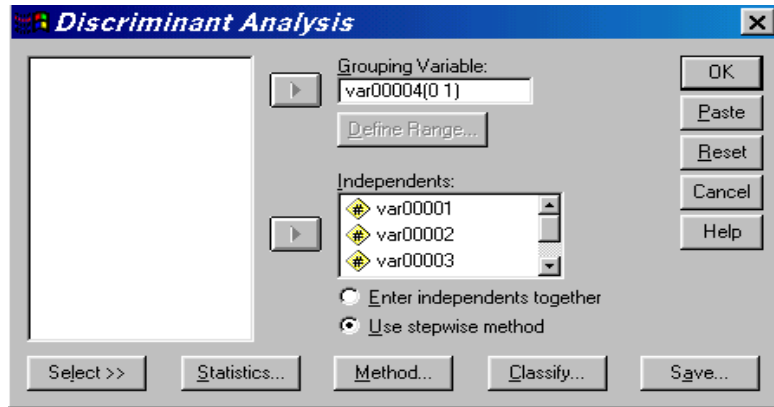 Discriminant Analysis
Grouping Variable:
var00004(0 1)
Define Range...
Independents:
# var00001
# var00002
# var00003
Enter independents together
Use stepwise method
OK
Paste
Reset
Cancel
Help
Select >>
Statistics...
Method...
Classify...
Save...